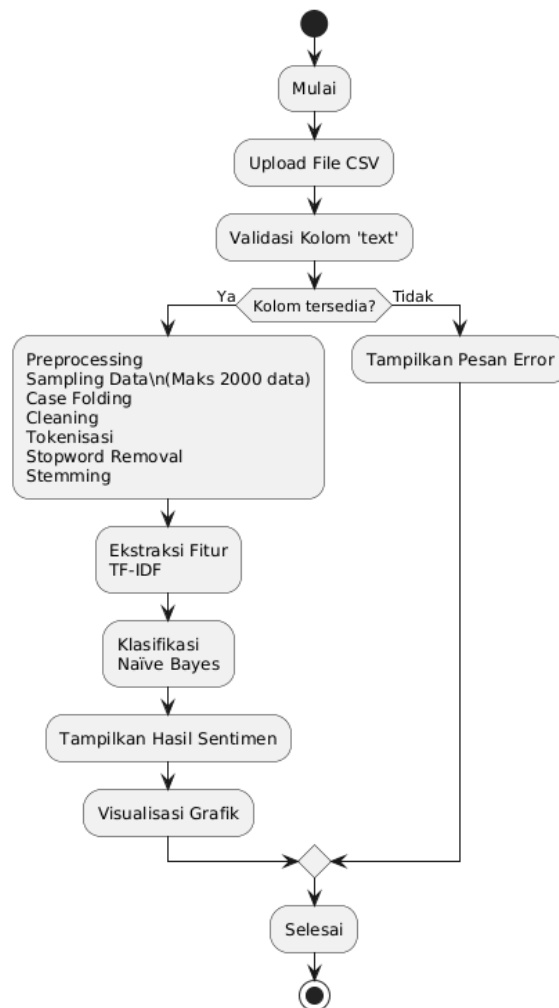 Mulai
Upload File CSV
Validasi Kolom 'text'
Ya
Kolom tersedia?
Tidak
Preprocessing
Sampling Data\n(Maks 2000 data)
Case Folding
Cleaning
Tokenisasi
Stopword Removal
Stemming
Tampilkan Pesan Error
Ekstraksi Fitur
TF-IDF
Klasifikasi
Naïve Bayes
Tampilkan Hasil Sentimen
Visualisasi Grafik
Selesai